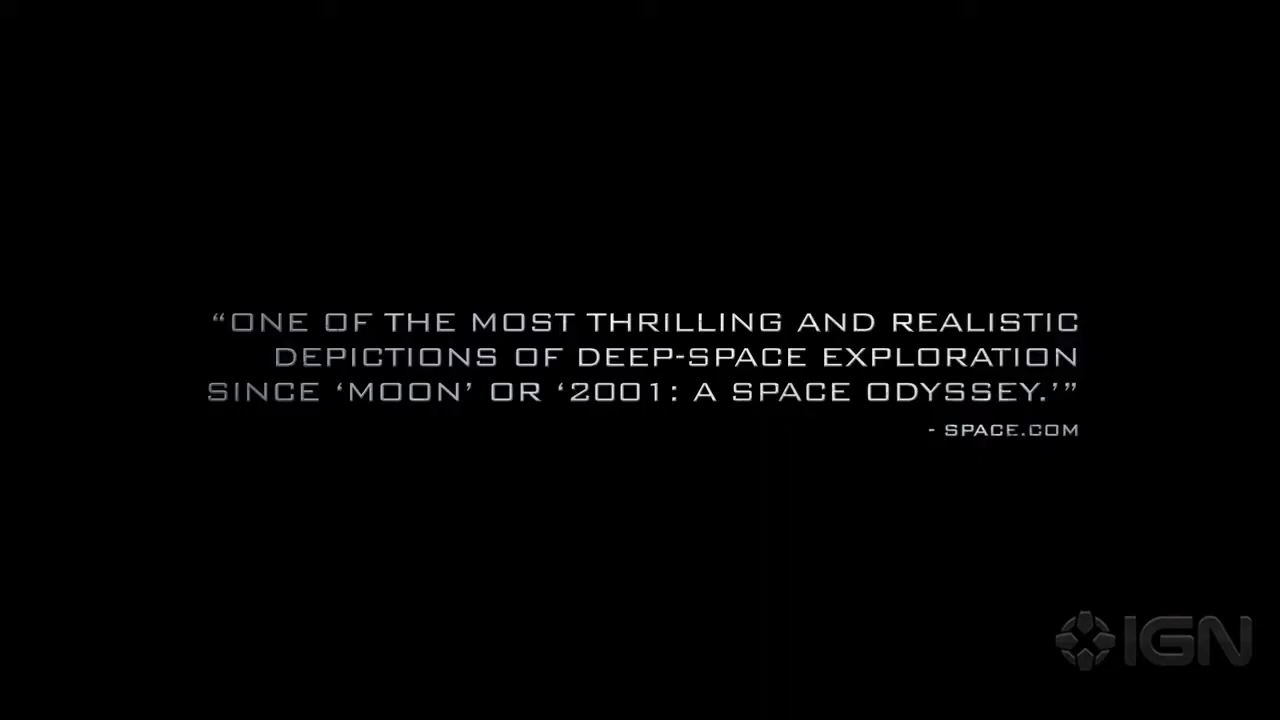 “ONE OF THE MOST THRILLING AND REALISTIC
DEPICTIONS OF DEEP-SPACE EXPLORATION
SINCE ‘MOON’ OR ‘2001: A SPACE ODYSSEY.’”
- SPACE.COM
IGN